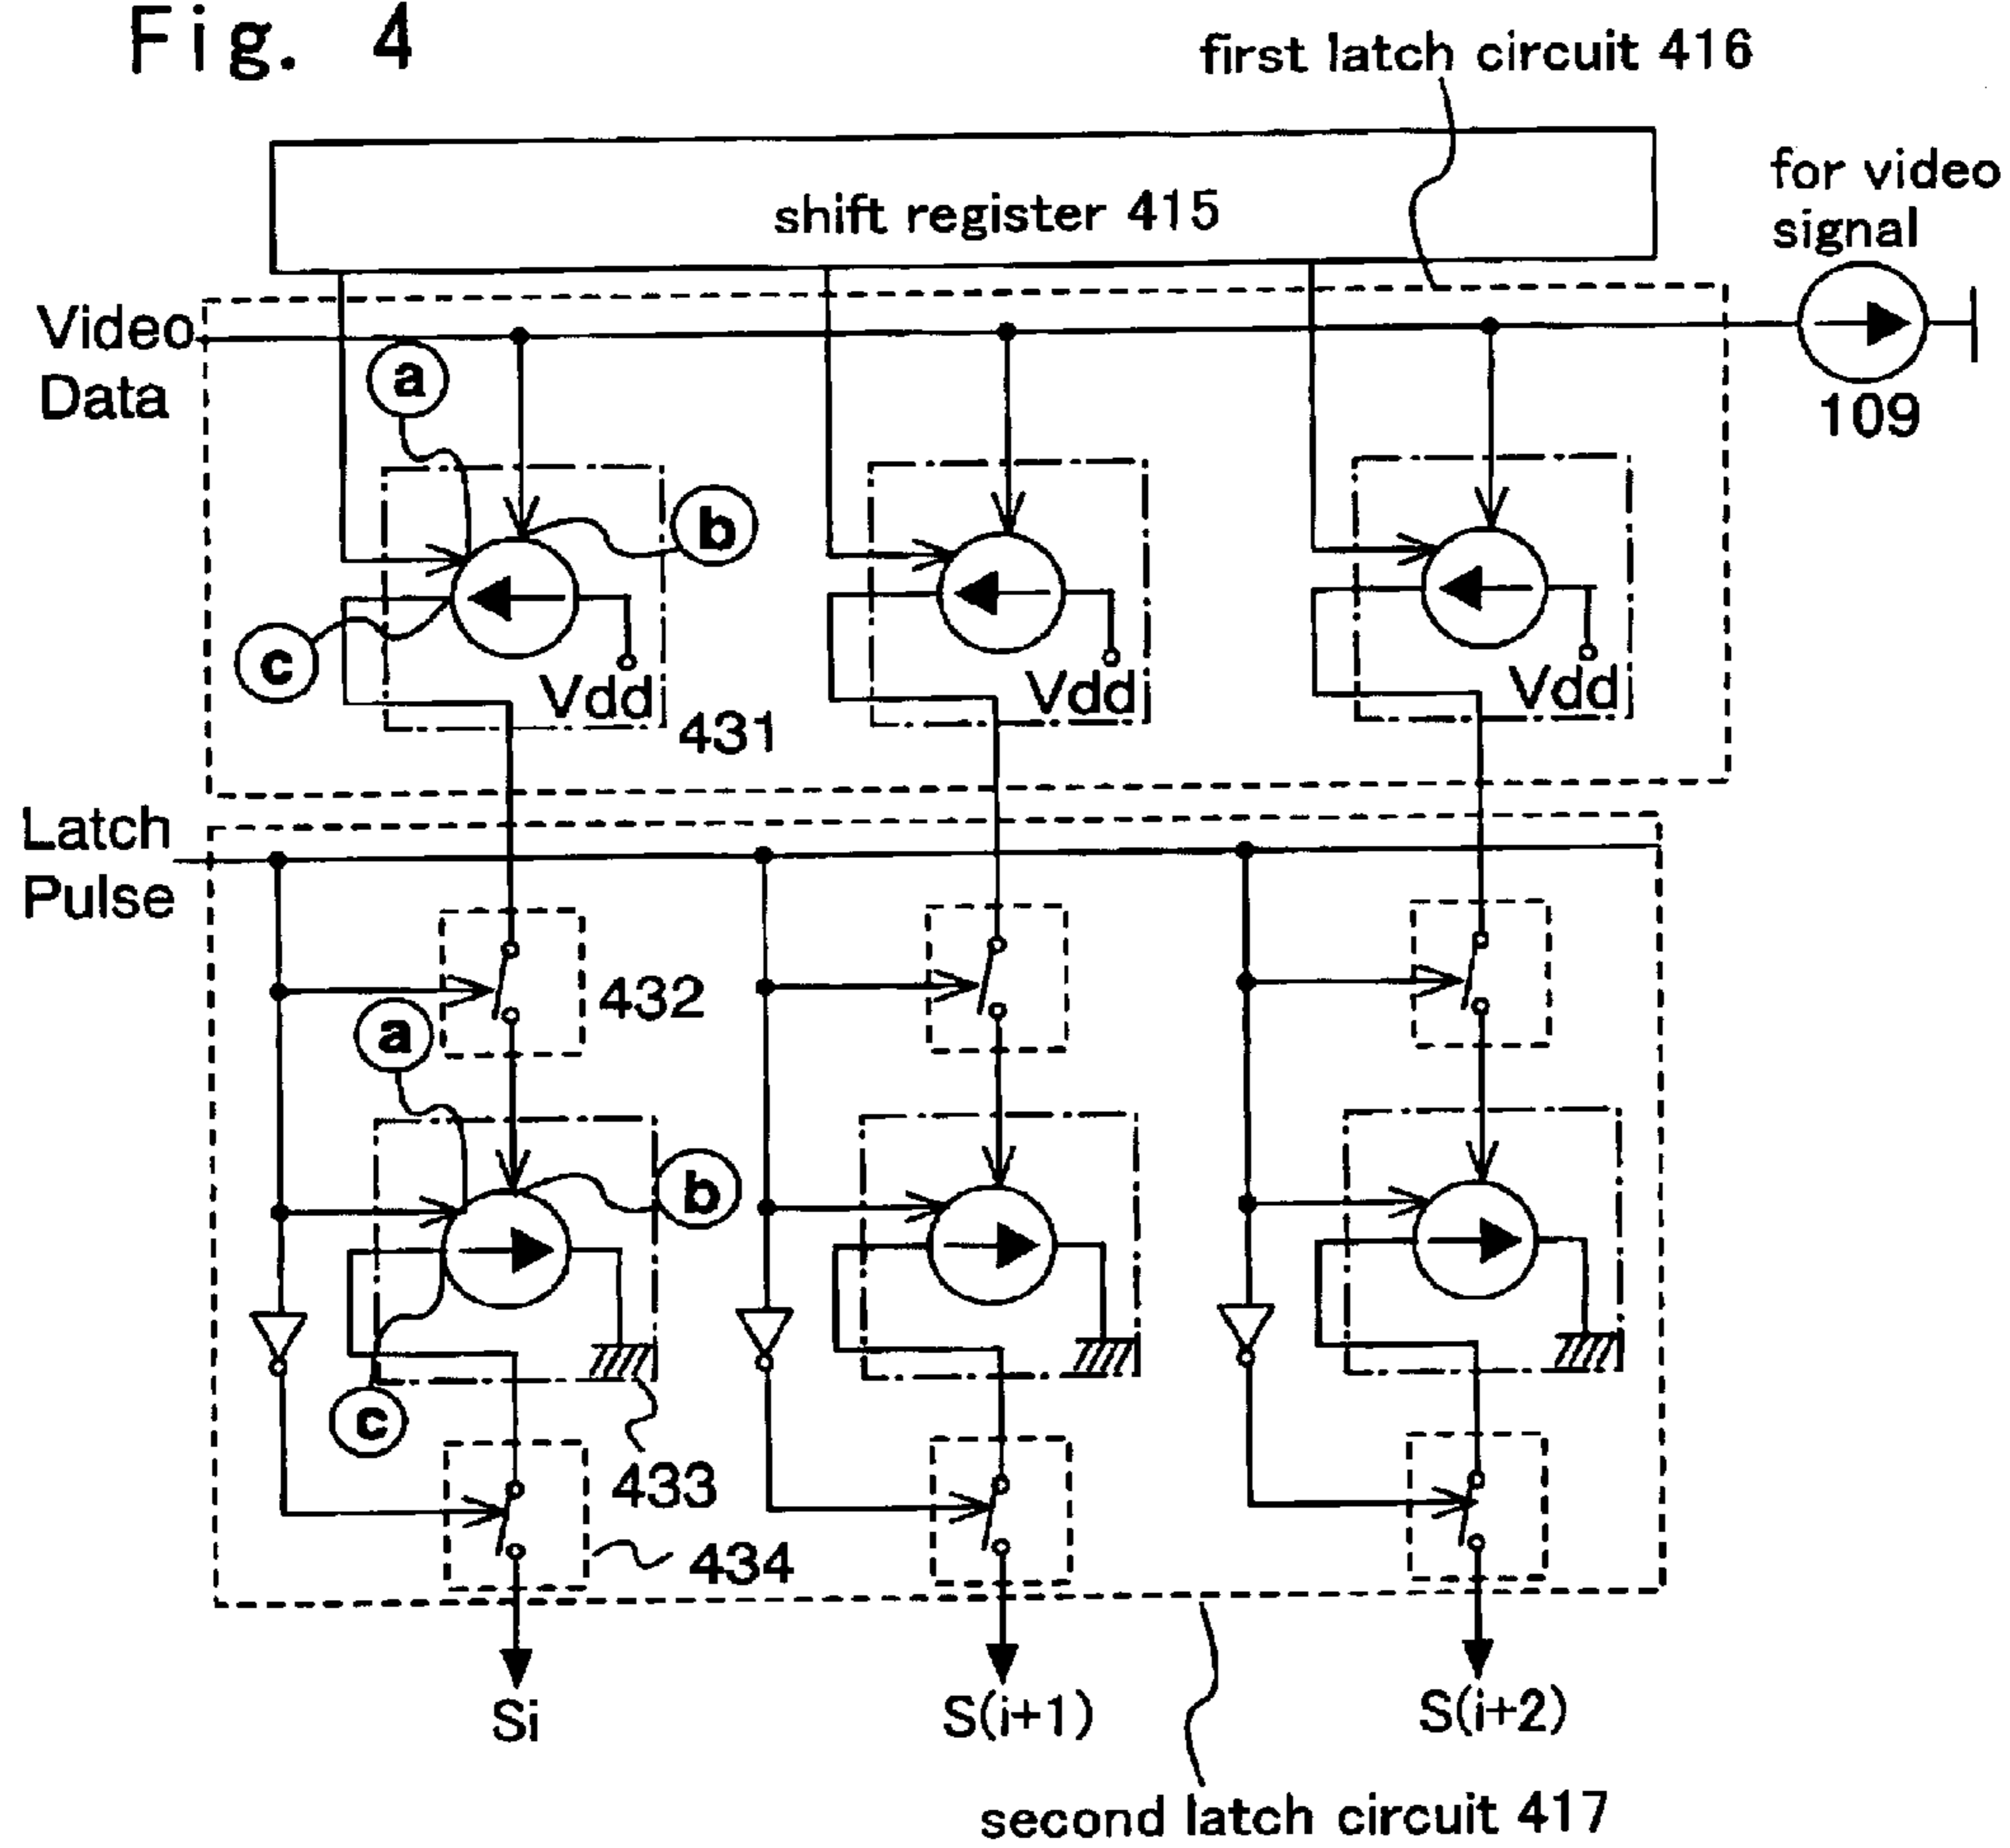 Fig. 4
first latch circuit 416
shift register 415
for video
signal
109
Video
Data
a
b
c
Vdd
Vdd
Vdd
431
Latch
Pulse
432
a
b
c
433
434
Si
S(i+1)
S(i+2)
second latch circuit 417